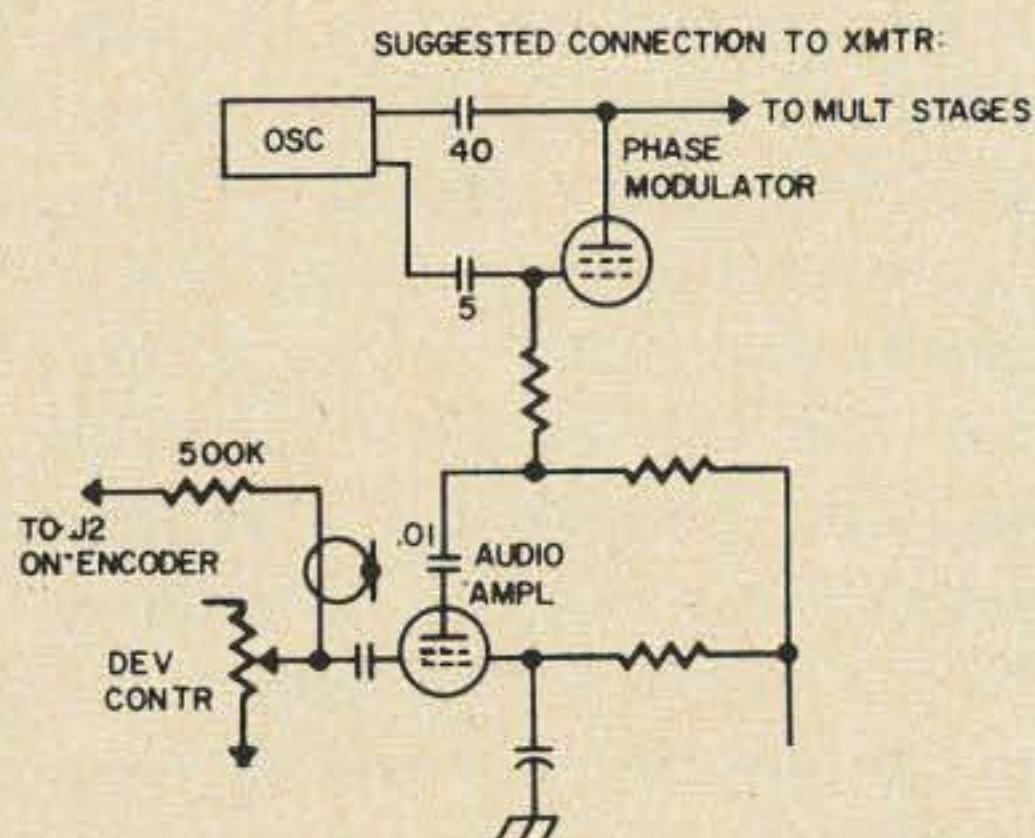 SUGGESTED CONNECTION TO XMTR:
OSC
40
TO MULT STAGES
PHASE
MODULATOR
5
500K
TO J2
ON ENCODER
.01
AUDIO
AMPL
DEV
CONTR